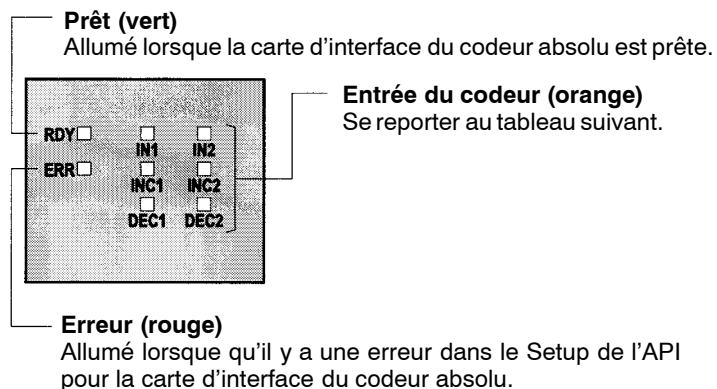 Prêt (vert)
Allumé lorsque la carte d'interface du codeur absolu est prête.
Entrée du codeur (orange)
Se reporter au tableau suivant.
RDY IN1 IN2
ERR INC1 INC2
DEC1 DEC2
Erreur (rouge)
Allumé lorsque qu'il y a une erreur dans le Setup de l'API
pour la carte d'interface du codeur absolu.